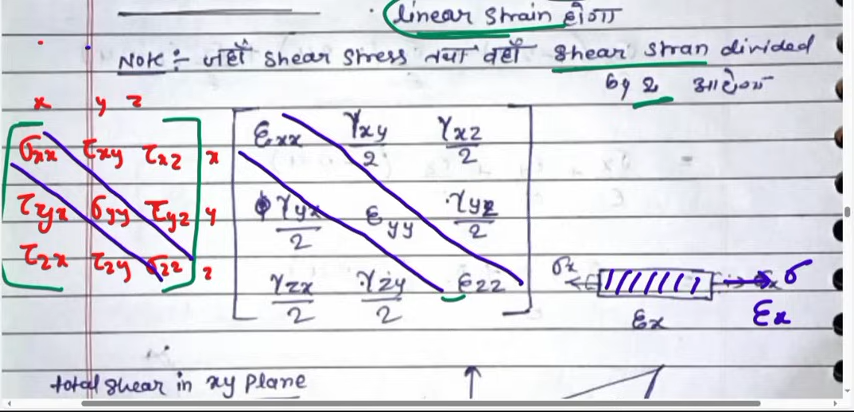 linear strain होगा
Note :- जहाँ shear stress तथा वहाँ shear stran divided
by 2 आयेगा
x y z
σxx τxy τxz x
τyx σyy τyz y
τzx τzy σzz z
εxx γxy/2 γxz/2
γyx/2 εyy γyz/2
γzx/2 γzy/2 εzz
σx σ
εx εx
total shear in xy plane